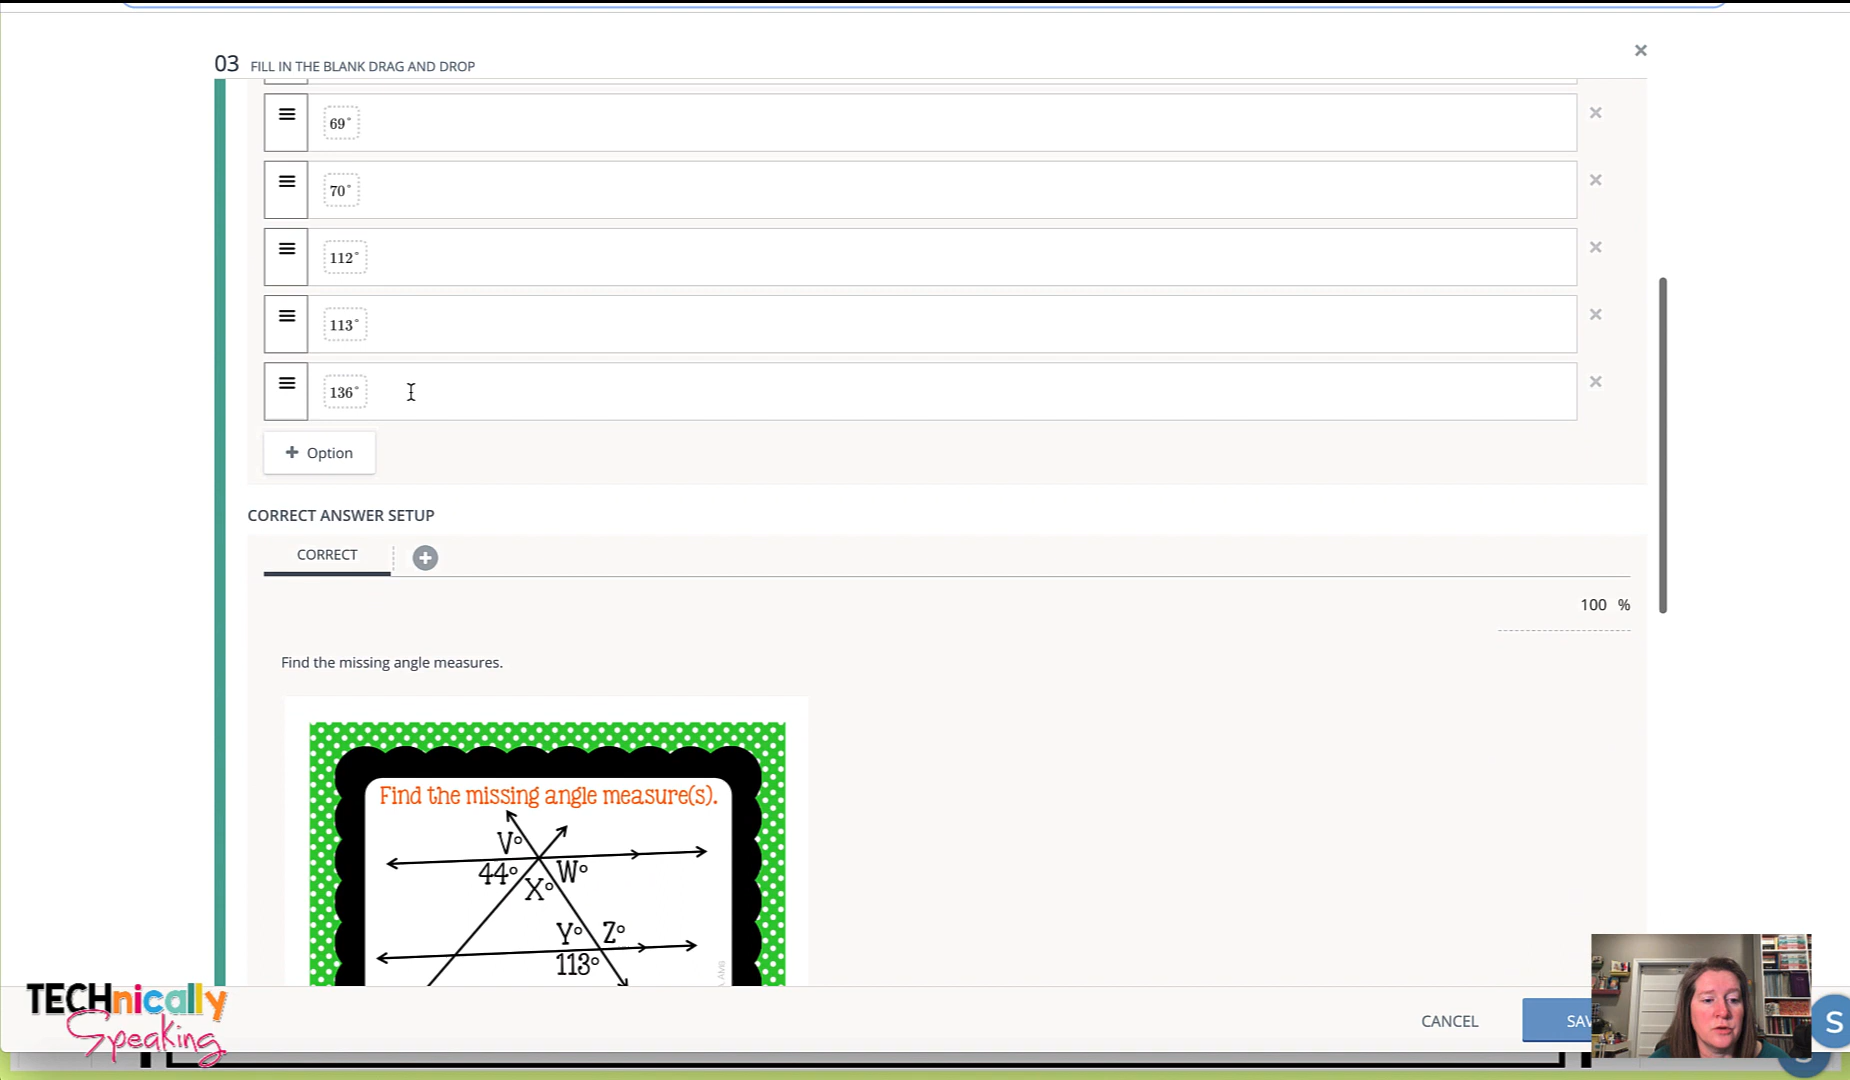 03 FILL IN THE BLANK DRAG AND DROP
69°
70°
112°
113°
136°
+ Option
CORRECT ANSWER SETUP
CORRECT
100 %
Find the missing angle measures.
Find the missing angle measure(s).
V°
44° W°
X°
Y° Z°
113°
TECHnically
Speaking
CANCEL
S